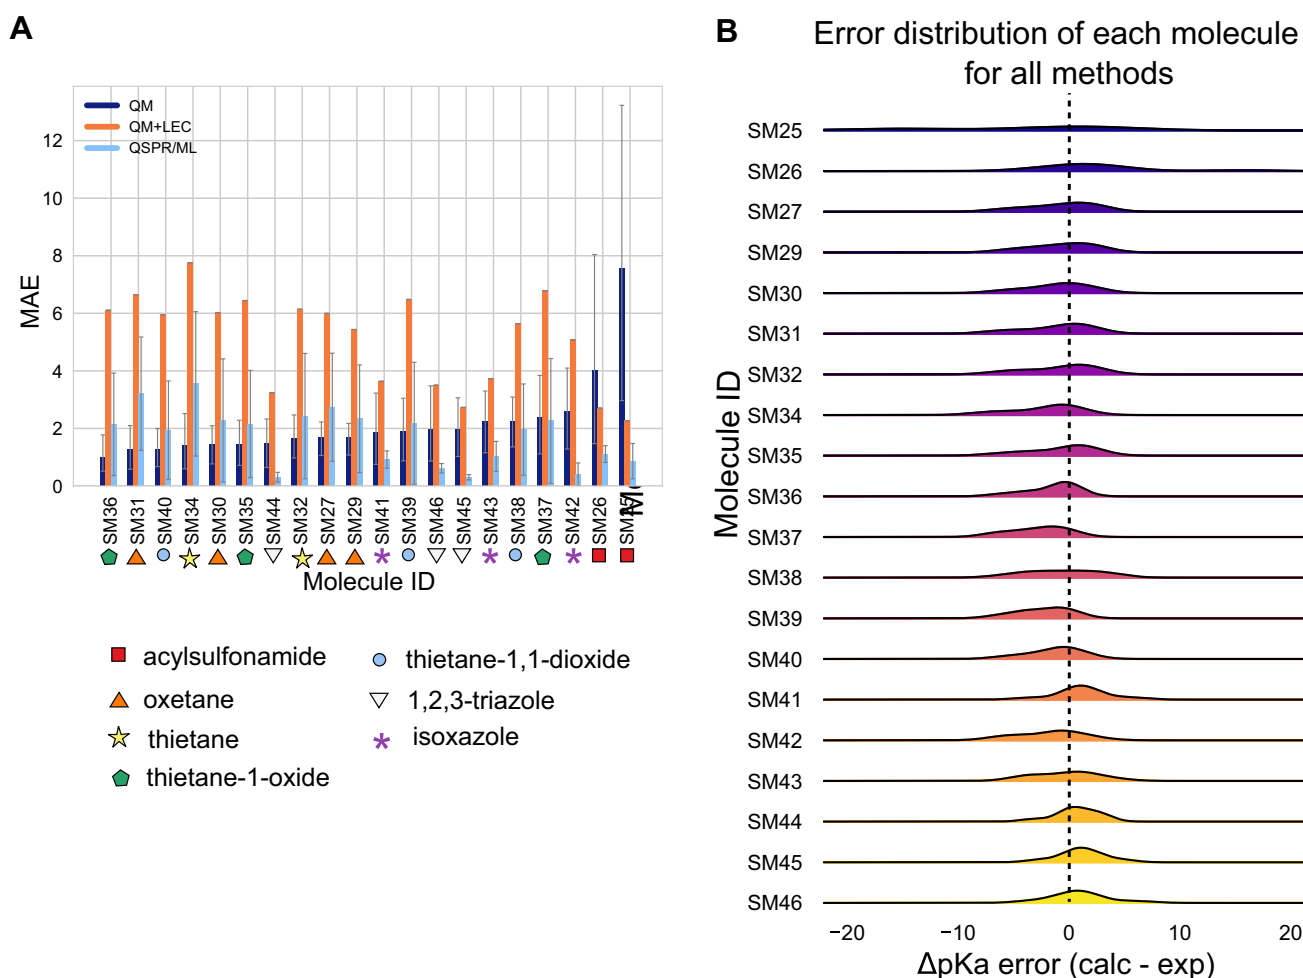 A
QM
QM+LEC
QSPR/ML
12
10
8
6
4
2
0
MAE
SM36
SM31
SM40
SM34
SM30
SM35
SM44
SM32
SM27
SM29
SM41
SM39
SM46
SM45
SM43
SM38
SM37
SM42
SM26
SM25
Molecule ID
acylsulfonamide
oxetane
thietane
thietane-1-oxide
thietane-1,1-dioxide
1,2,3-triazole
isoxazole
B
Error distribution of each molecule
for all methods
Molecule ID
SM25
SM26
SM27
SM29
SM30
SM31
SM32
SM34
SM35
SM36
SM37
SM38
SM39
SM40
SM41
SM42
SM43
SM44
SM45
SM46
−20
−10
0
10
20
ΔpKa error (calc - exp)